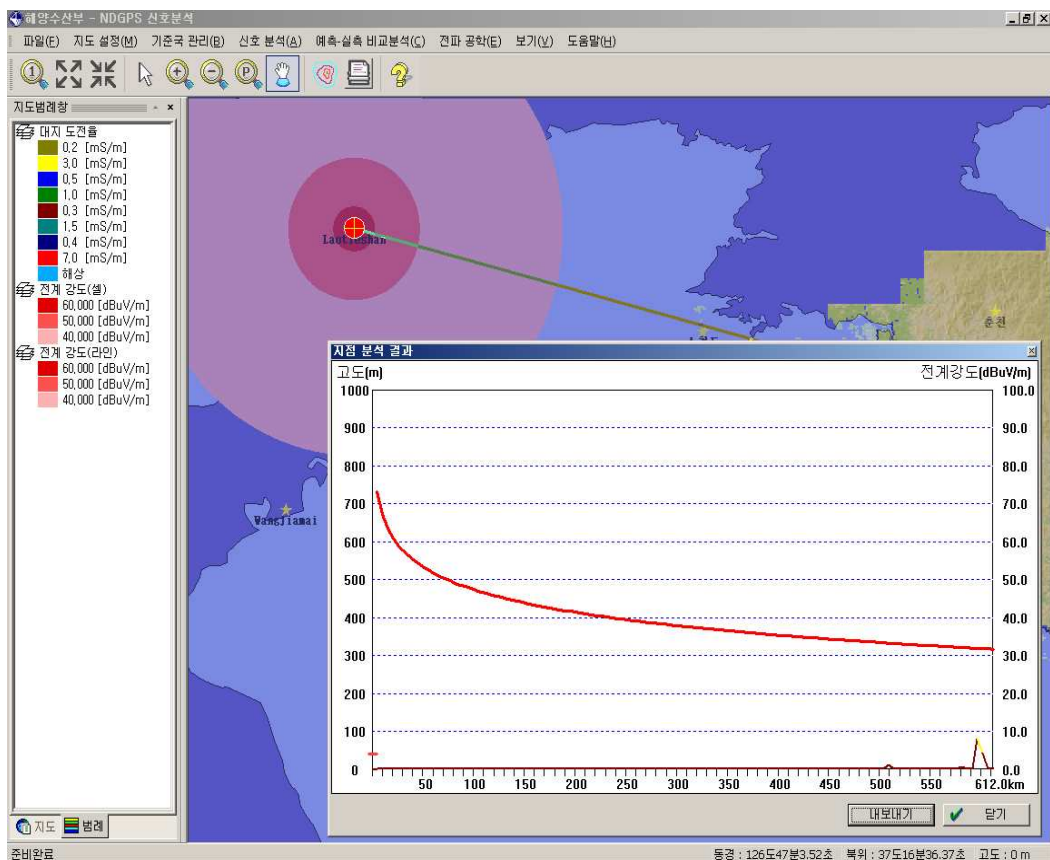 해양수산부 - NDGPS 신호분석
파일(F) 지도 설정(M) 기준국 관리(B) 신호 분석(A) 예측-실측 비교분석(C) 전파 공학(E) 보기(V) 도움말(H)
지도범례창
대지 도전율
0,2 [mS/m]
3,0 [mS/m]
0,5 [mS/m]
1,0 [mS/m]
0,3 [mS/m]
1,5 [mS/m]
0,4 [mS/m]
7,0 [mS/m]
해상
전계 강도(셀)
60,000 [dBuV/m]
50,000 [dBuV/m]
40,000 [dBuV/m]
전계 강도(라인)
60,000 [dBuV/m]
50,000 [dBuV/m]
40,000 [dBuV/m]
Wangjiamai
춘천
지점 분석 결과
고도(m) 전계강도(dBuV/m)
1000 100.0
900 90.0
800 80.0
700 70.0
600 60.0
500 50.0
400 40.0
300 30.0
200 20.0
100 10.0
0 0.0
50 100 150 200 250 300 350 400 450 500 550 612.0km
내보내기 닫기
지도 범례
준비완료 동경 : 126도47분3.52초 북위 : 37도16분36.37초 고도 : 0 m